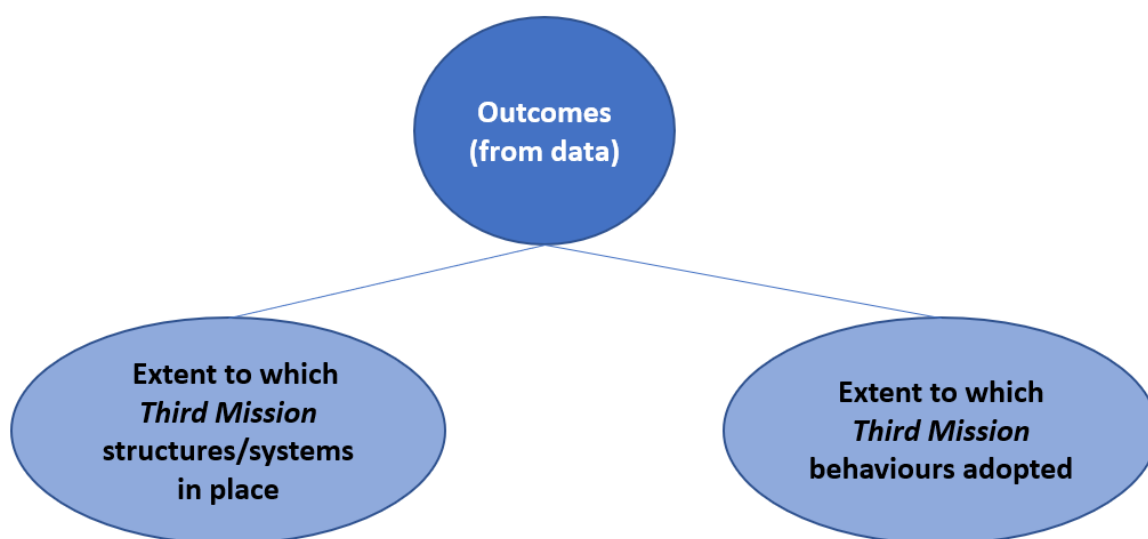 Outcomes
(from data)
Extent to which
Third Mission
structures/systems
in place
Extent to which
Third Mission
behaviours adopted